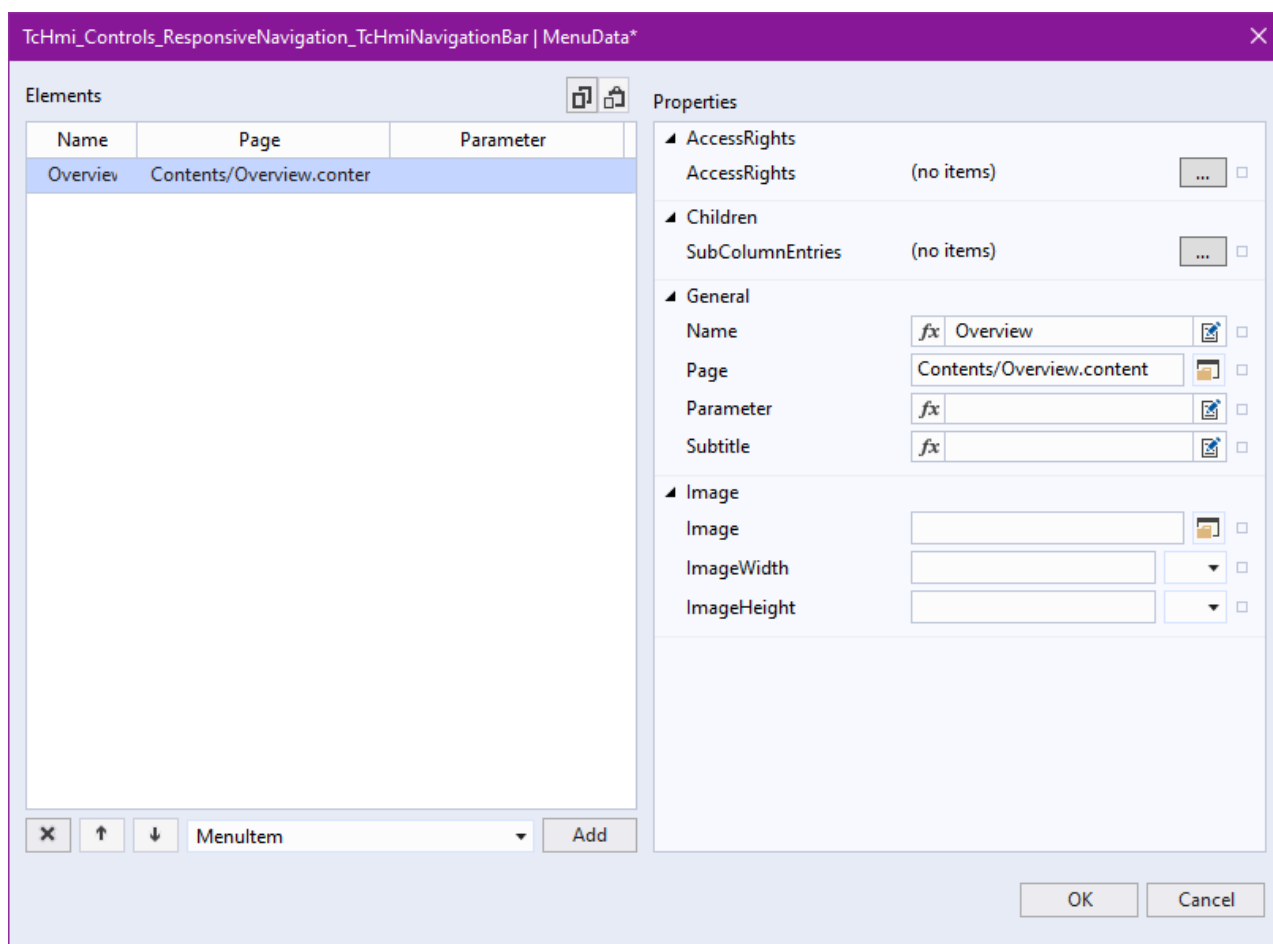 TcHmi_Controls_ResponsiveNavigation_TcHmiNavigationBar | MenuData*
Elements
Name Page Parameter
Overview Contents/Overview.conter
MenuItem Add
Properties
AccessRights
AccessRights (no items) ...
Children
SubColumnEntries (no items) ...
General
Name fx Overview
Page Contents/Overview.content
Parameter fx
Subtitle fx
Image
Image
ImageWidth
ImageHeight
OK Cancel